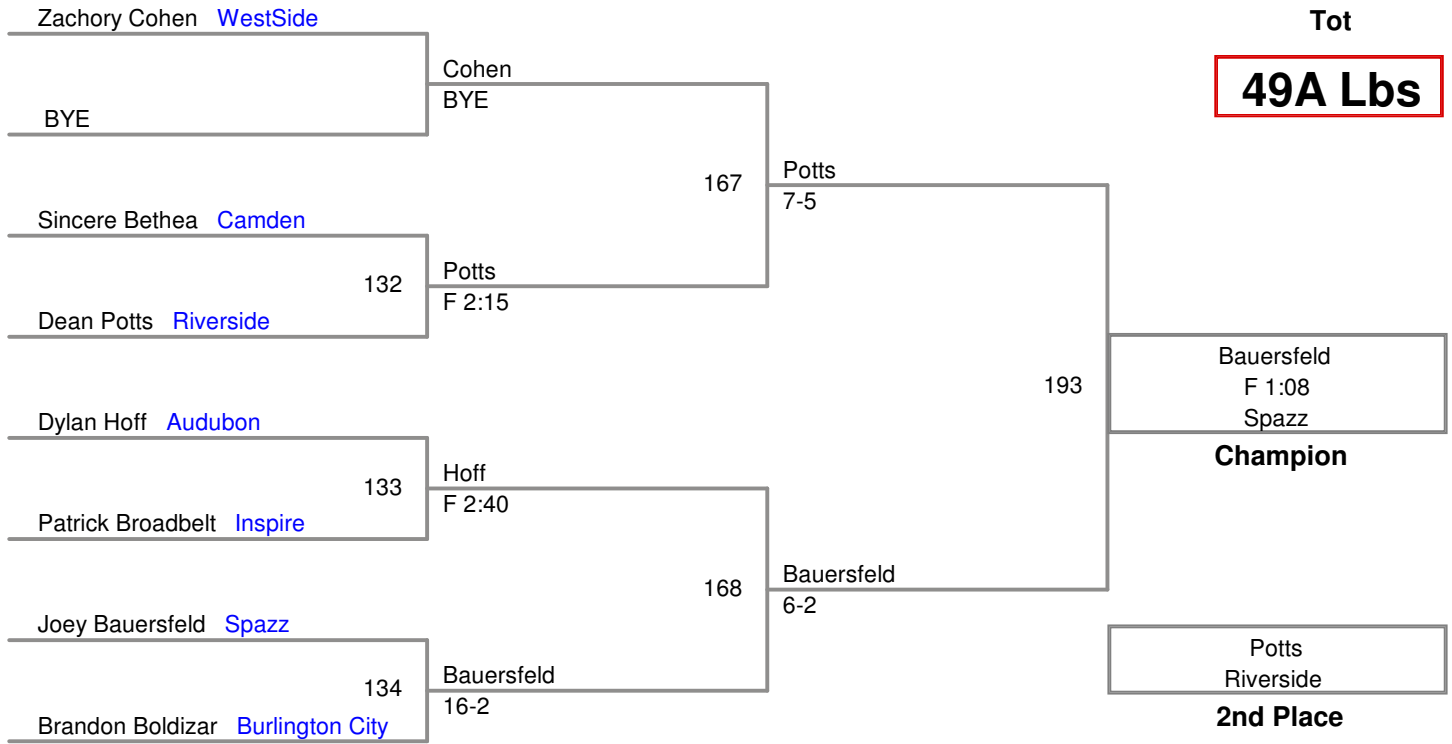 Zachory Cohen WestSide
BYE
Sincere Bethea Camden
132
Dean Potts Riverside
Dylan Hoff Audubon
133
Patrick Broadbelt Inspire
Joey Bauersfeld Spazz
134
Brandon Boldizar Burlington City
Cohen
BYE
167
Potts
F 2:15
Hoff
F 2:40
168
Bauersfeld
16-2
Potts
7-5
193
Bauersfeld
6-2
Tot
49A Lbs
Bauersfeld
F 1:08
Spazz
Champion
Potts
Riverside
2nd Place